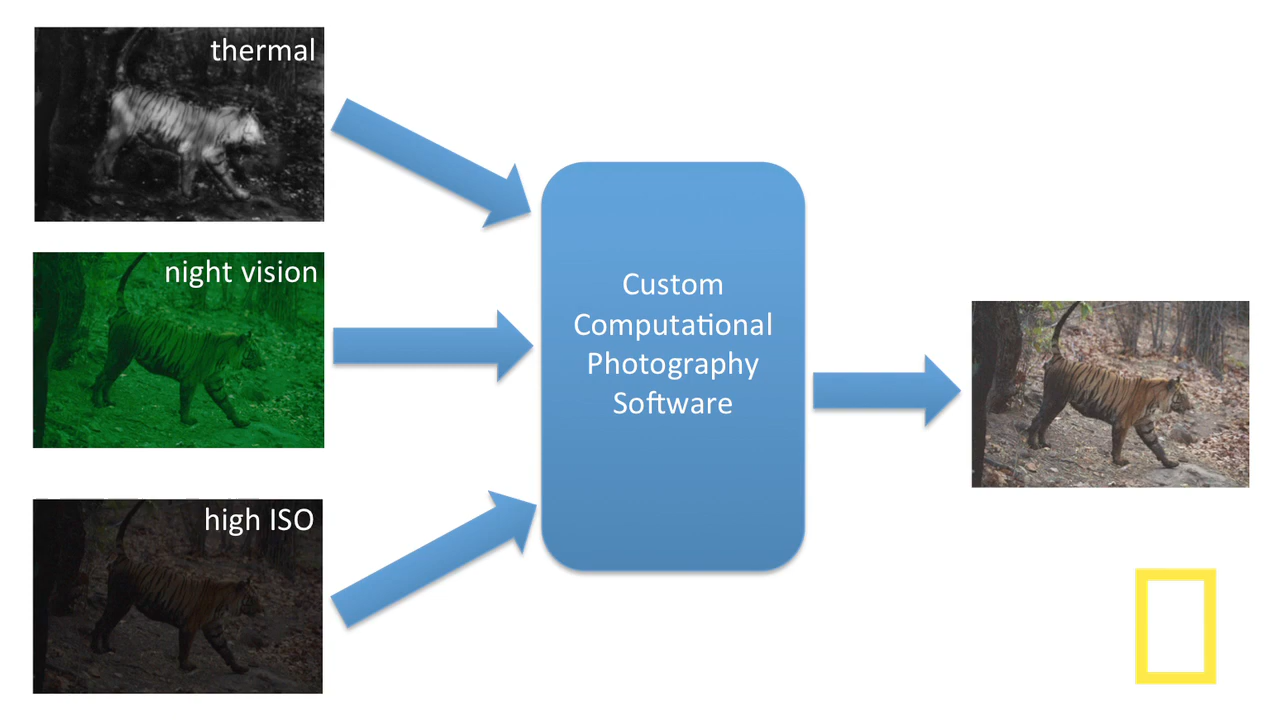 thermal
night vision
high ISO
Custom
Computational
Photography
Software